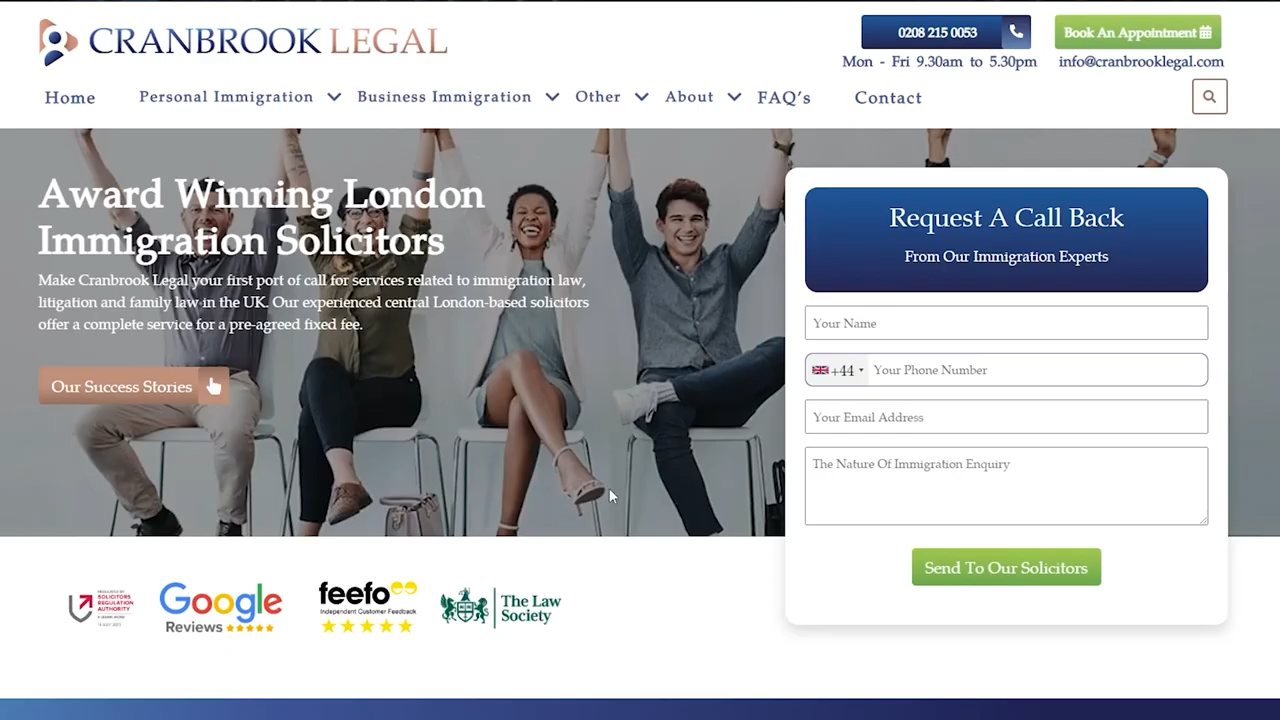 CRANBROOK LEGAL
0208 215 0053
Book An Appointment
Mon - Fri 9.30am to 5.30pm
info@cranbrooklegal.com
Home
Personal Immigration
Business Immigration
Other
About
FAQ's
Contact
Award Winning London
Immigration Solicitors
Make Cranbrook Legal your first port of call for services related to immigration law,
litigation and family law in the UK. Our experienced central London-based solicitors
offer a complete service for a pre-agreed fixed fee.
Our Success Stories
Request A Call Back
From Our Immigration Experts
Your Name
+44
Your Phone Number
Your Email Address
The Nature Of Immigration Enquiry
Send To Our Solicitors
SOLICITORS
REGULATION
AUTHORITY
Google
Reviews
feefo
Independent Customer Feedback
The Law
Society